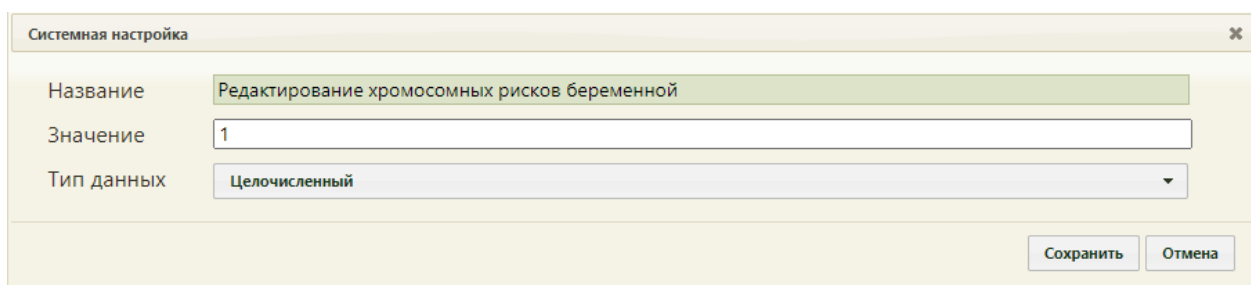 Системная настройка
Название Редактирование хромосомных рисков беременной
Значение 1
Тип данных Целочисленный
Сохранить Отмена